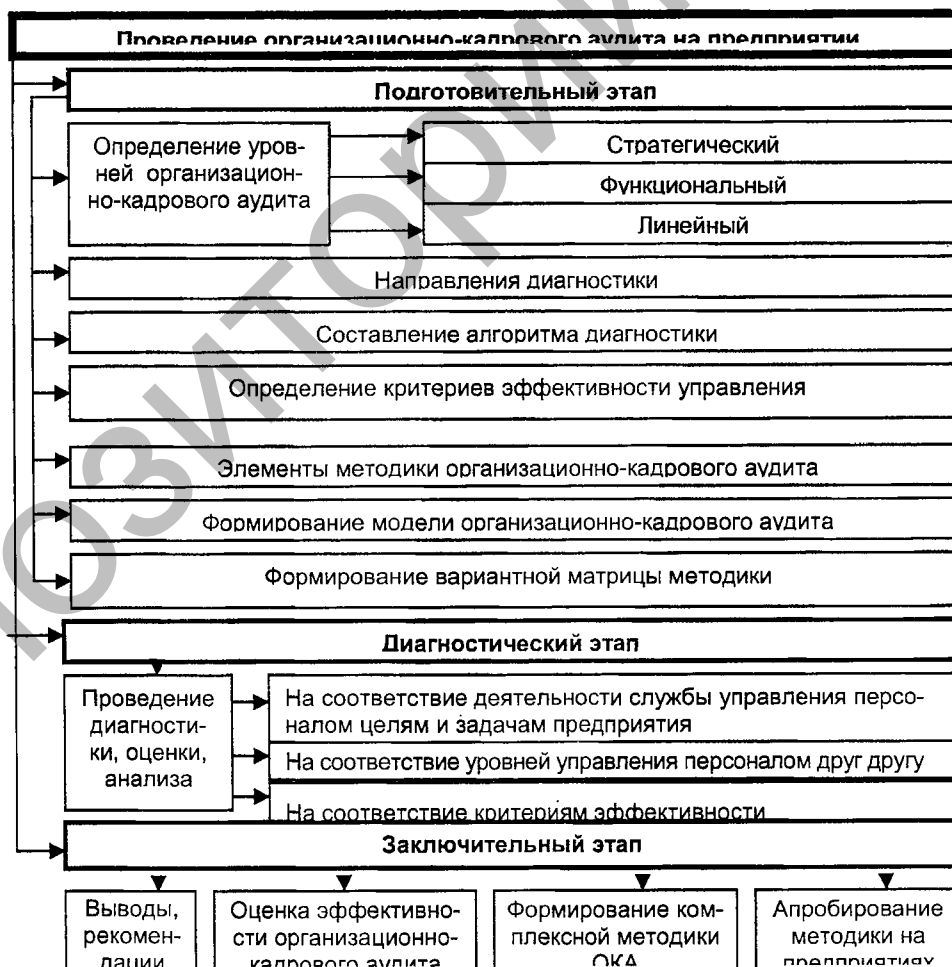 Проведение организационно-кадрового аудита на предприятии
Подготовительный этап
Определение уров-
ней организацион-
но-кадрового аудита
Стратегический
Функциональный
Линейный
Направления диагностики
Составление алгоритма диагностики
Определение критериев эффективности управления
Элементы методики организационно-кадрового аудита
Формирование модели организационно-кадрового аудита
Формирование вариантной матрицы методики
Диагностический этап
Проведение
диагности-
ки, оценки,
анализа
На соответствие деятельности службы управления персо-
налом целям и задачам предприятия
На соответствие уровней управления персоналом друг другу
На соответствие критериям эффективности
Заключительный этап
Выводы,
рекомен-
дации
Оценка эффективно-
сти организационно-
кадрового аудита
Формирование ком-
плексной методики
ОКА
Апробирование
методики на
предприятиях